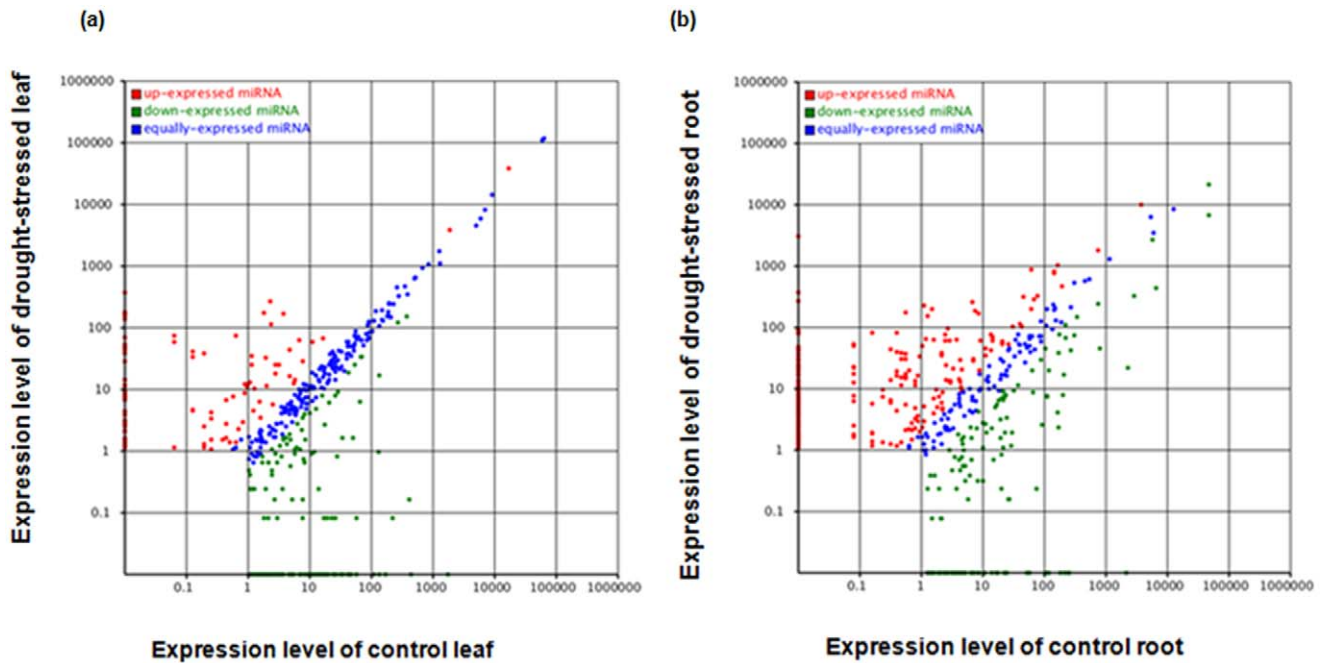 (a)
Expression level of drought-stressed leaf
1000000
100000
10000
1000
100
10
1
0.1
up-expressed miRNA
down-expressed miRNA
equally-expressed miRNA
0.1 1 10 100 1000 10000 100000 1000000
Expression level of control leaf
(b)
Expression level of drought-stressed root
1000000
100000
10000
1000
100
10
1
0.1
up-expressed miRNA
down-expressed miRNA
equally-expressed miRNA
0.1 1 10 100 1000 10000 100000 1000000
Expression level of control root